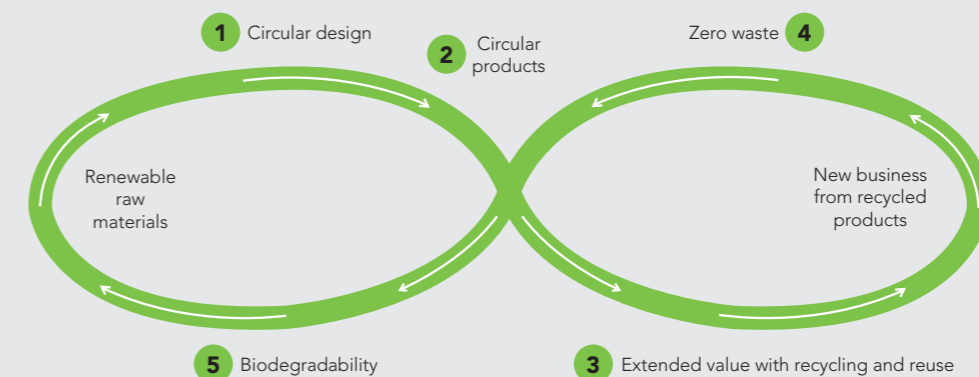 1 Circular design
2 Circular
products
Zero waste 4
Renewable
raw
materials
New business
from recycled
products
5 Biodegradability
3 Extended value with recycling and reuse